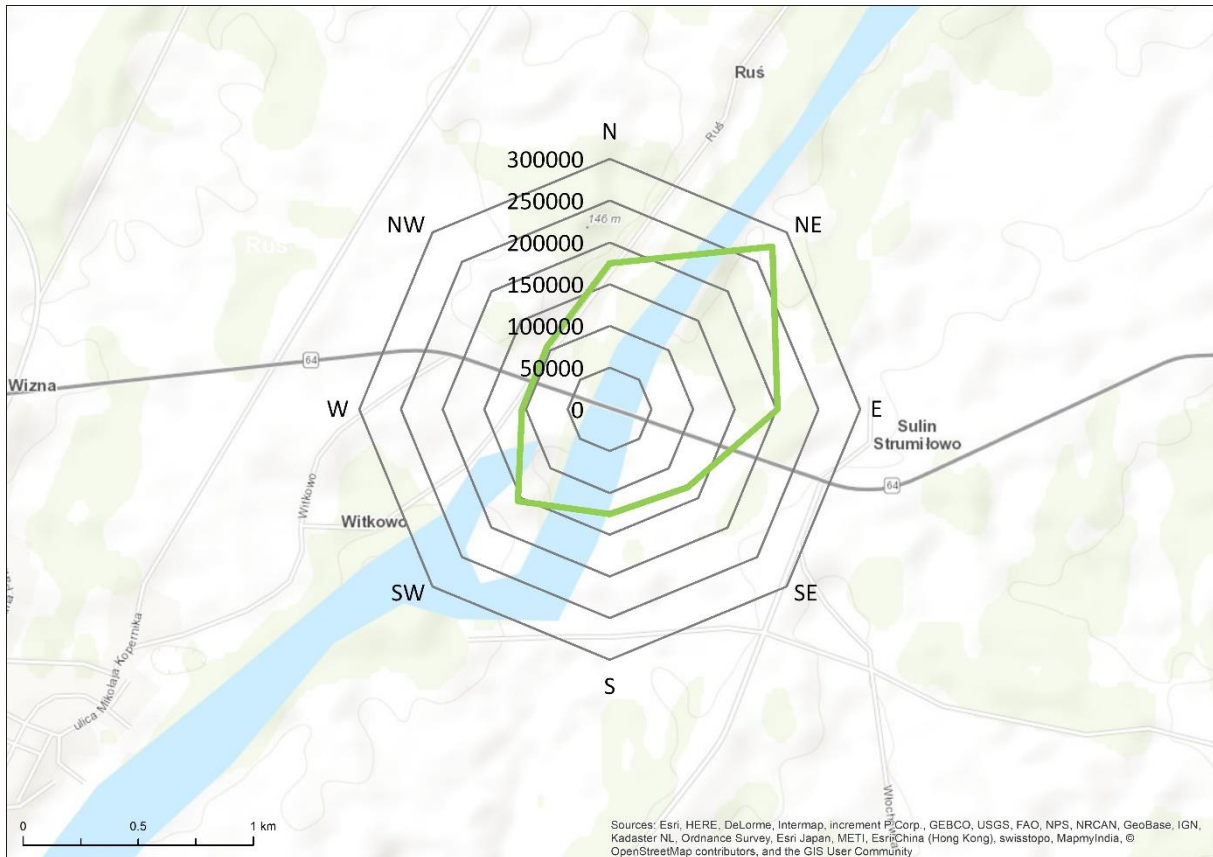 Ruś
Ruś
N
300000
250000
146 m
NW
NE
Ruś
200000
150000
100000
64
50000
Wizna
W
0
E
Sulin
Strumiłowo
64
Witkowo
Witkowo
SW
SE
ulica Mikołaja Kopernika
S
0 0.5 1 km
Sources: Esri, HERE, DeLorme, Intermap, increment P Corp., GEBCO, USGS, FAO, NPS, NRCAN, GeoBase, IGN,
Kadaster NL, Ordnance Survey, Esri Japan, METI, Esri China (Hong Kong), swisstopo, MapmyIndia, ©
OpenStreetMap contributors, and the GIS User Community